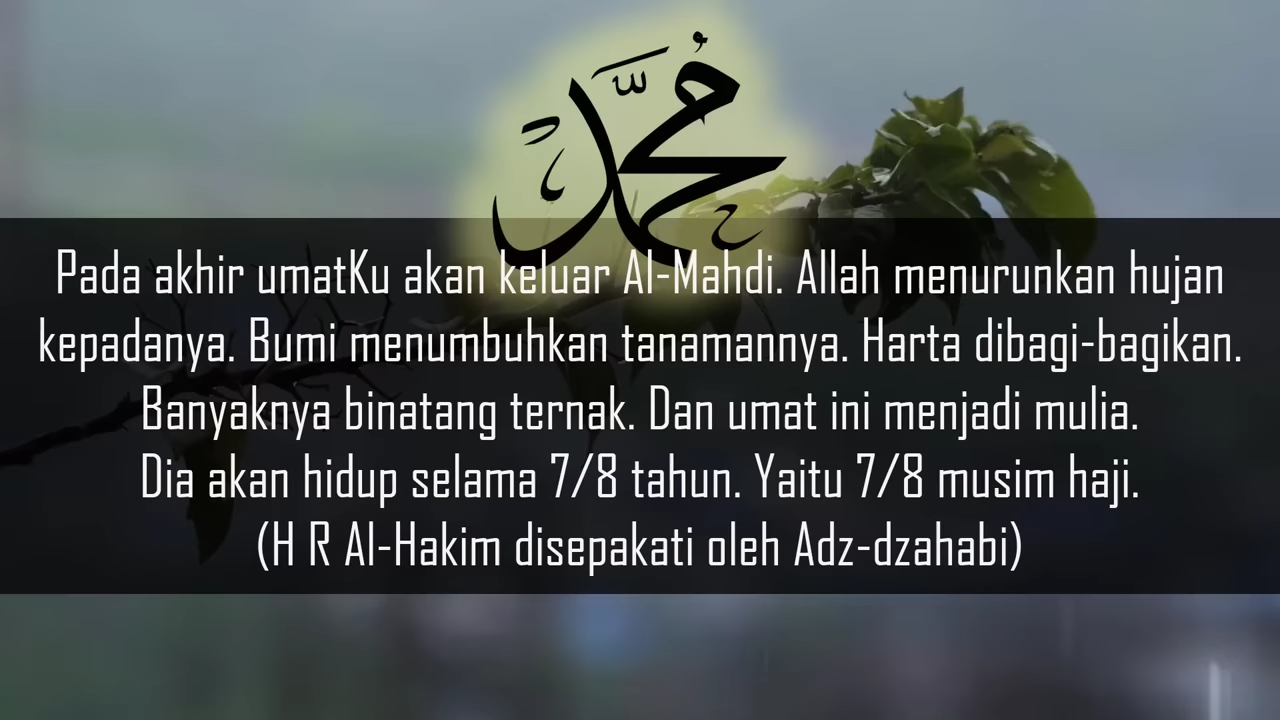 محمد
Pada akhir umatKu akan keluar Al-Mahdi. Allah menurunkan hujan
kepadanya. Bumi menumbuhkan tanamannya. Harta dibagi-bagikan.
Banyaknya binatang ternak. Dan umat ini menjadi mulia.
Dia akan hidup selama 7/8 tahun. Yaitu 7/8 musim haji.
(H R Al-Hakim disepakati oleh Adz-dzahabi)